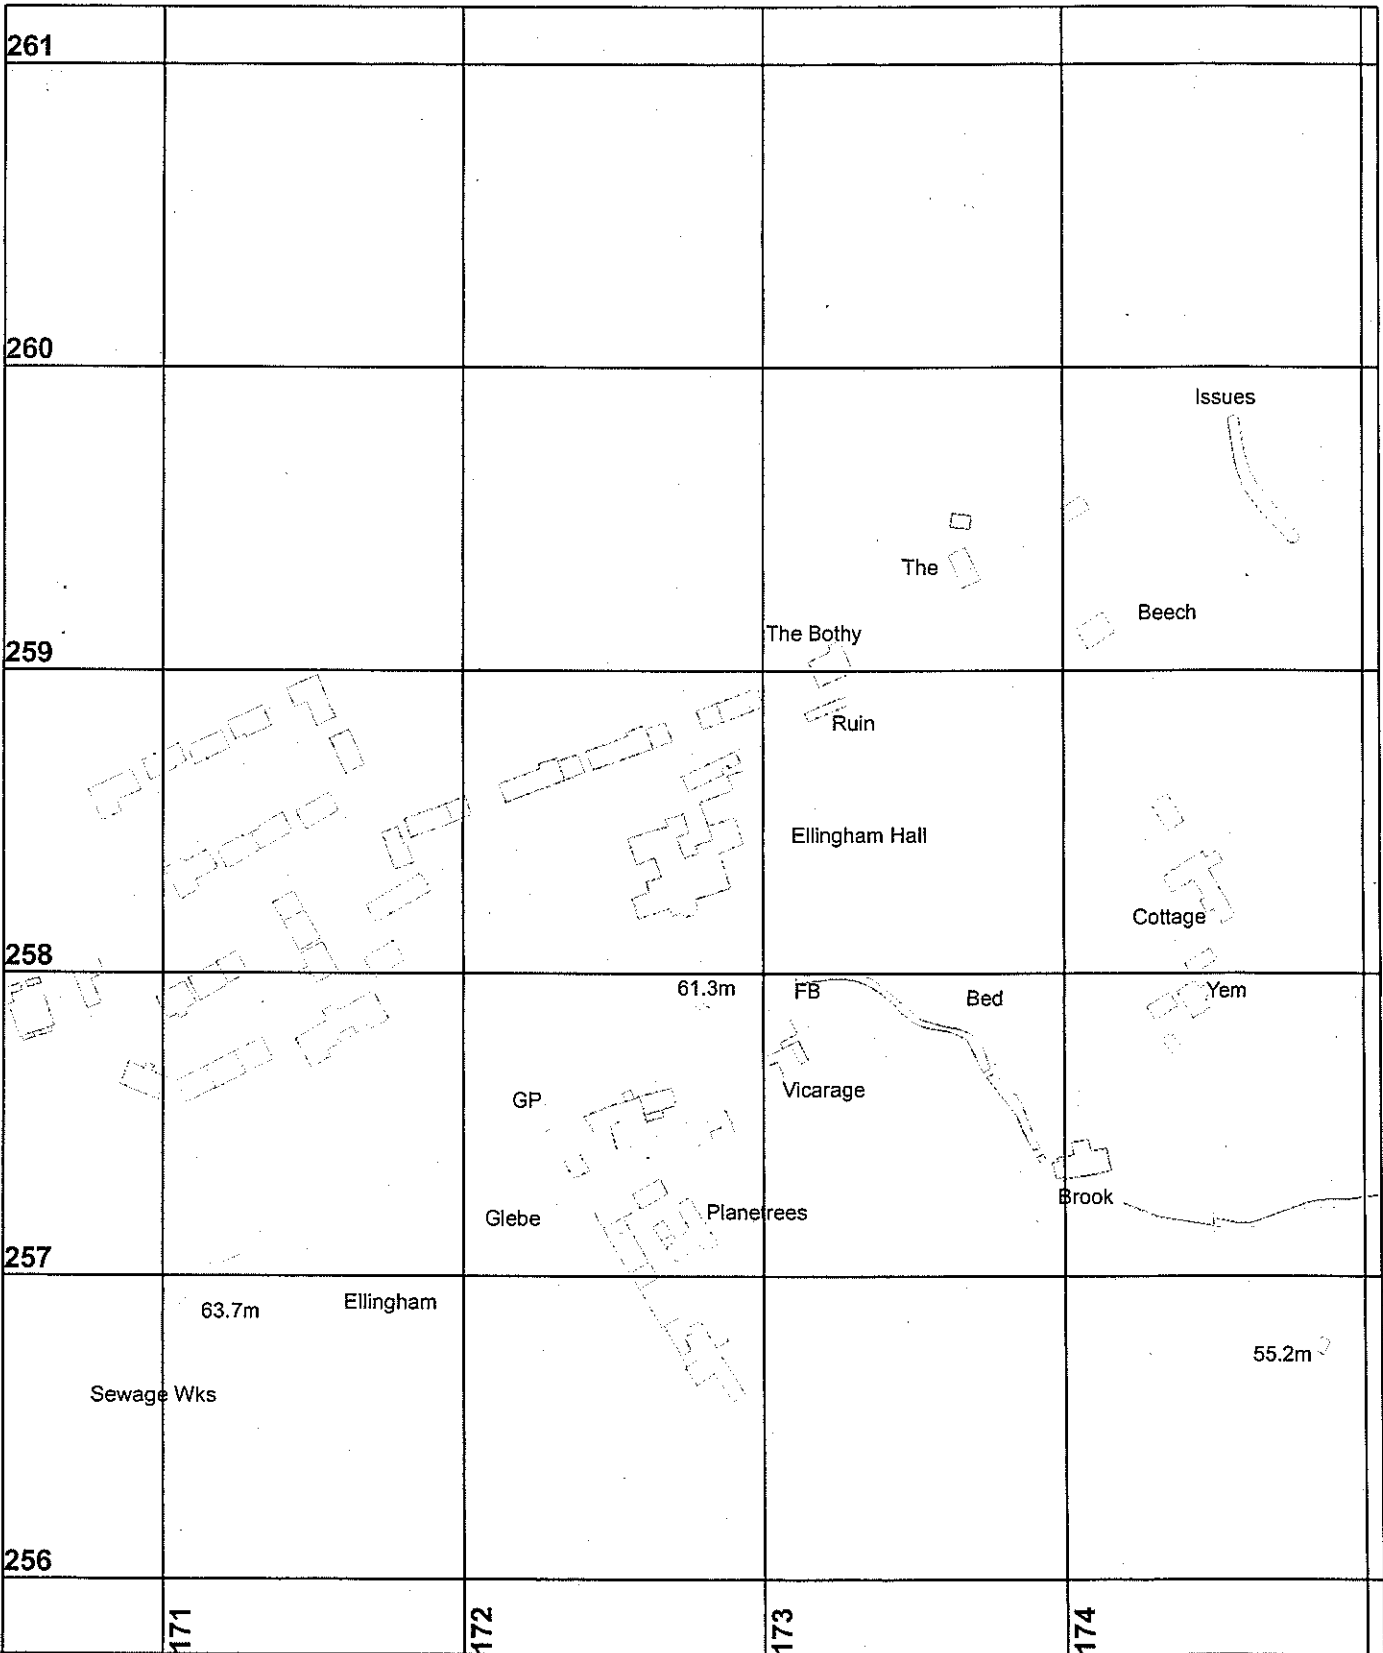 261
260
Issues
The
Beech
The Bothy
259
Ruin
Ellingham Hall
Cottage
258
61.3m
FB
Bed
Yem
Vicarage
GP
Brook
Glebe
Planetrees
257
63.7m
Ellingham
55.2m
Sewage Wks
256
171
172
173
174